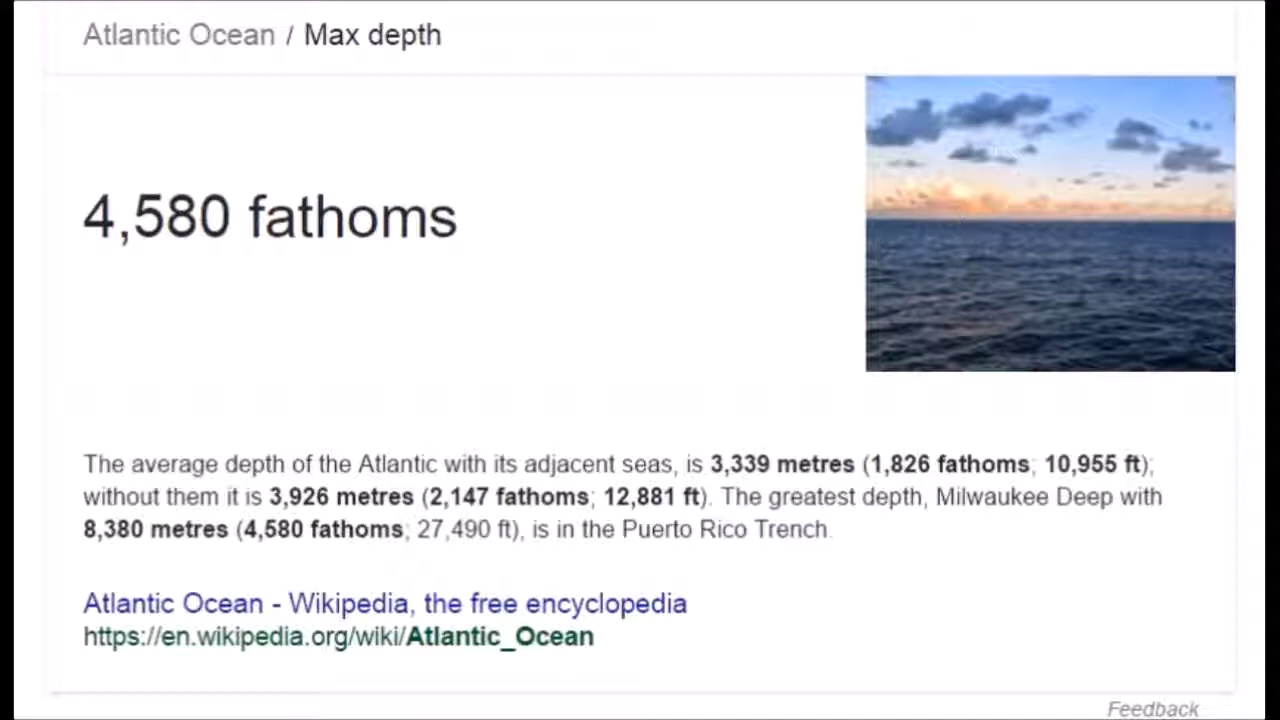 Atlantic Ocean / Max depth
4,580 fathoms
The average depth of the Atlantic with its adjacent seas, is 3,339 metres (1,826 fathoms; 10,955 ft);
without them it is 3,926 metres (2,147 fathoms; 12,881 ft). The greatest depth, Milwaukee Deep with
8,380 metres (4,580 fathoms; 27,490 ft), is in the Puerto Rico Trench.
Atlantic Ocean - Wikipedia, the free encyclopedia
https://en.wikipedia.org/wiki/Atlantic_Ocean
Feedback